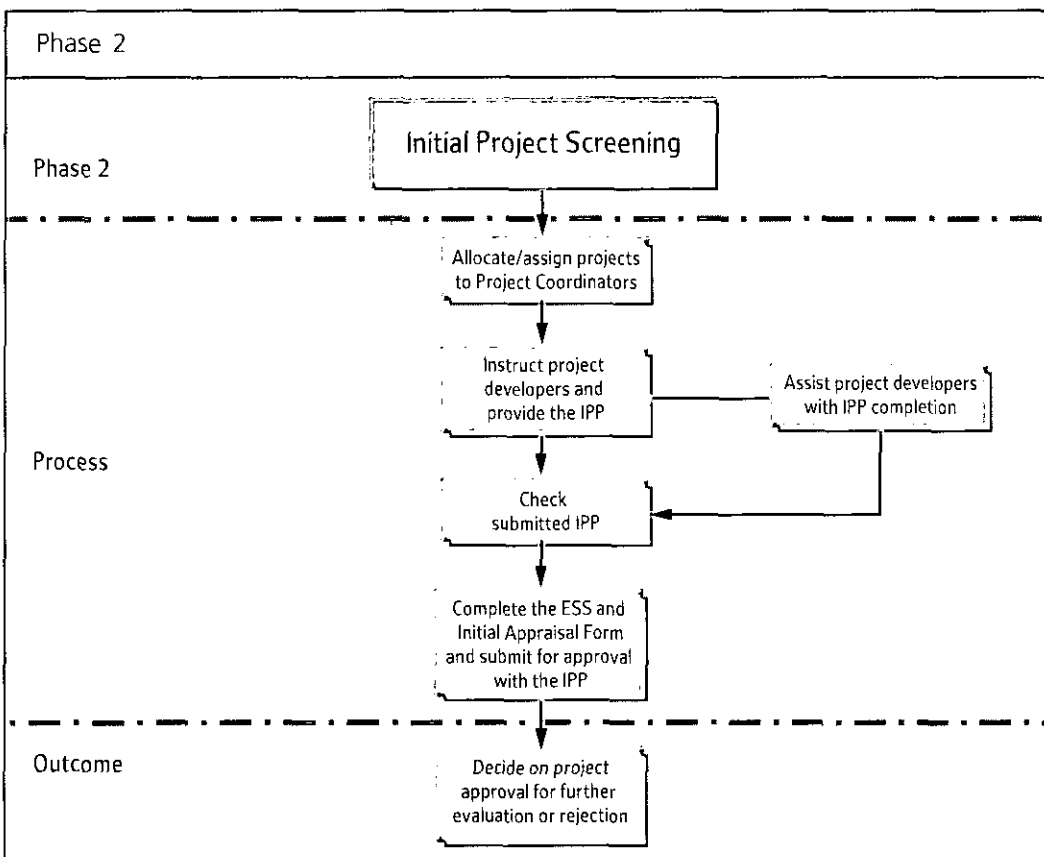 Phase 2
Initial Project Screening
Phase 2
Allocate/assign projects
to Project Coordinators
Instruct project
developers and
provide the IPP
Assist project developers
with IPP completion
Process
Check
submitted IPP
Complete the ESS and
Initial Appraisal Form
and submit for approval
with the IPP
Outcome
Decide on project
approval for further
evaluation or rejection